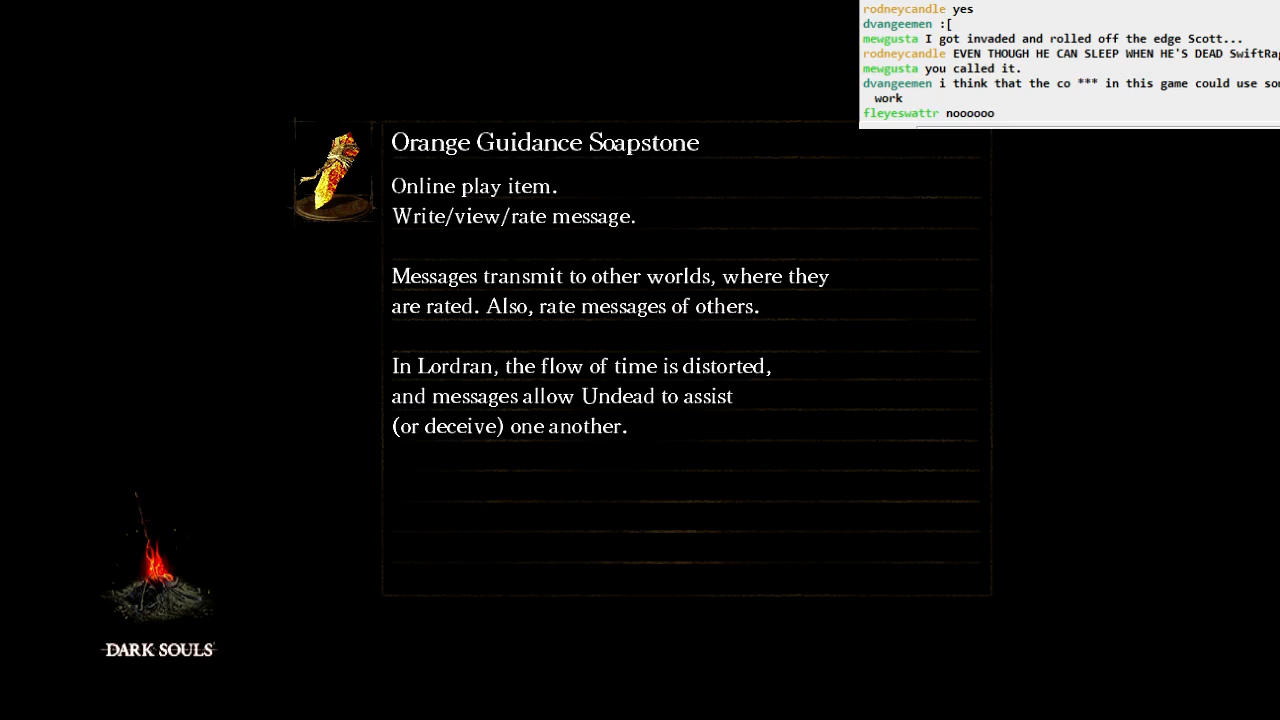 rodneycandle yes
dvangeemen :[
mewgusta I got invaded and rolled off the edge Scott...
rodneycandle EVEN THOUGH HE CAN SLEEP WHEN HE'S DEAD
mewgusta you called it.
dvangeemen i think that the co *** in this game could use
work
fleyeswattr noooooo
Orange Guidance Soapstone
Online play item.
Write/view/rate message.
Messages transmit to other worlds, where they
are rated. Also, rate messages of others.
In Lordran, the flow of time is distorted,
and messages allow Undead to assist
(or deceive) one another.
DARK SOULS